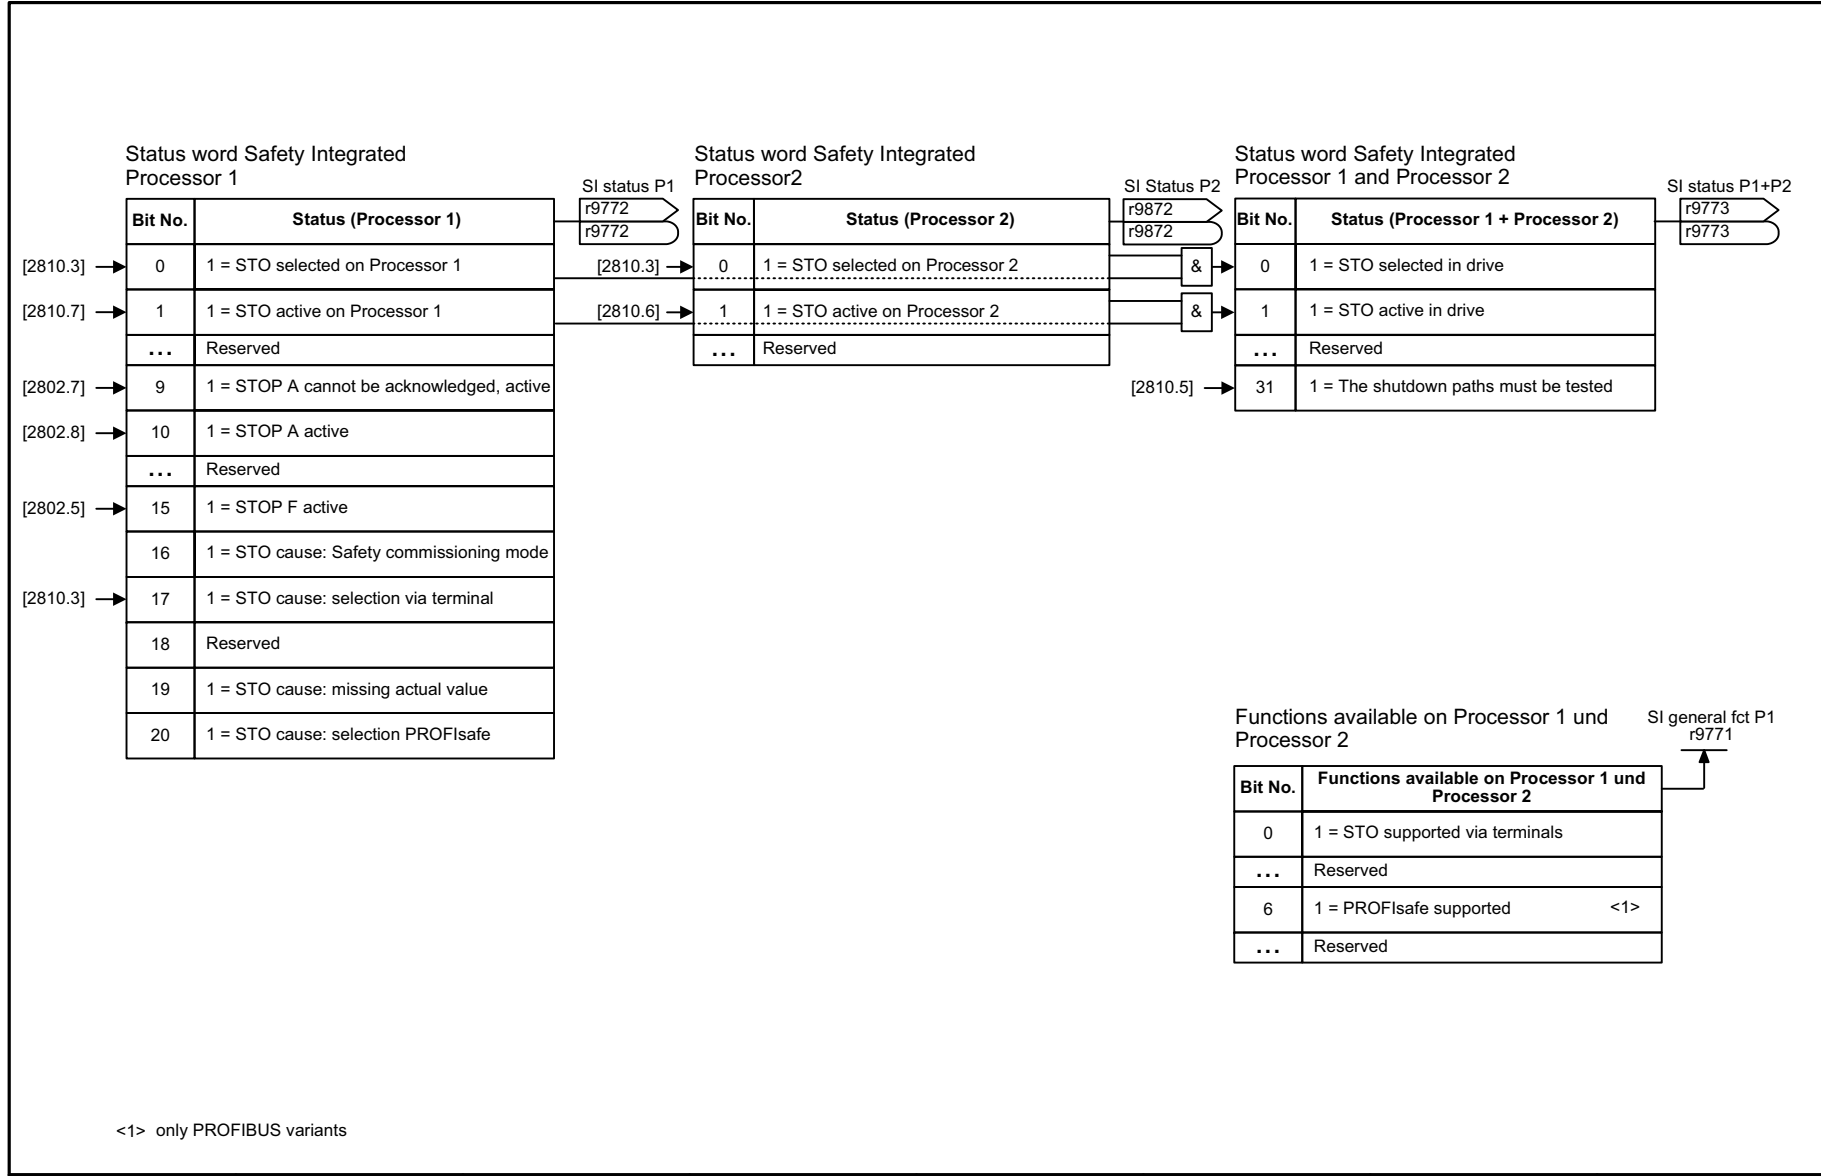 Status word Safety Integrated
Processor 1
SI status P1
r9772
r9772
Bit No. Status (Processor 1)
[2810.3] 0 1 = STO selected on Processor 1
[2810.7] 1 1 = STO active on Processor 1
... Reserved
[2802.7] 9 1 = STOP A cannot be acknowledged, active
[2802.8] 10 1 = STOP A active
... Reserved
[2802.5] 15 1 = STOP F active
16 1 = STO cause: Safety commissioning mode
[2810.3] 17 1 = STO cause: selection via terminal
18 Reserved
19 1 = STO cause: missing actual value
20 1 = STO cause: selection PROFIsafe
Status word Safety Integrated
Processor2
SI Status P2
r9872
r9872
Bit No. Status (Processor 2)
[2810.3] 0 1 = STO selected on Processor 2
[2810.6] 1 1 = STO active on Processor 2
... Reserved
&
&
Status word Safety Integrated
Processor 1 and Processor 2
SI status P1+P2
r9773
r9773
Bit No. Status (Processor 1 + Processor 2)
0 1 = STO selected in drive
1 1 = STO active in drive
... Reserved
[2810.5] 31 1 = The shutdown paths must be tested
Functions available on Processor 1 und
Processor 2
SI general fct P1
r9771
Bit No. Functions available on Processor 1 und
Processor 2
0 1 = STO supported via terminals
... Reserved
6 1 = PROFIsafe supported <1>
... Reserved
<1> only PROFIBUS variants